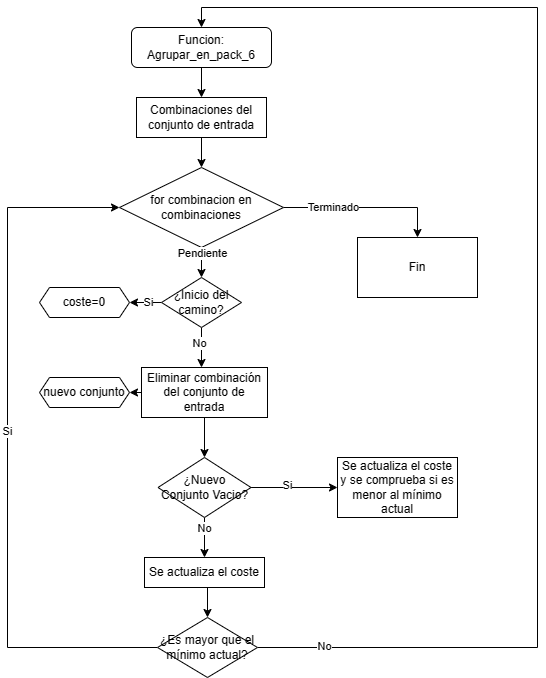 Funcion:
Agrupar_en_pack_6
Combinaciones del
conjunto de entrada
for combinacion en
combinaciones
Terminado
Fin
Pendiente
¿Inicio del
camino?
Si
coste=0
No
Eliminar combinación
del conjunto de
entrada
nuevo conjunto
¿Nuevo
Conjunto Vacio?
Si
Se actualiza el coste
y se comprueba si es
menor al mínimo
actual
No
Se actualiza el coste
¿Es mayor que el
mínimo actual?
Si
No